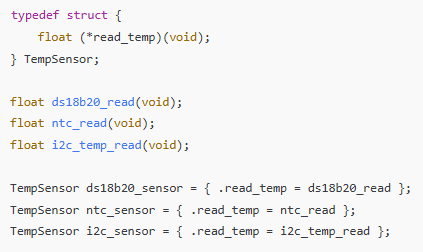 typedef struct {
    float (*read_temp)(void);
} TempSensor;

float ds18b20_read(void);
float ntc_read(void);
float i2c_temp_read(void);

TempSensor ds18b20_sensor = { .read_temp = ds18b20_read };
TempSensor ntc_sensor = { .read_temp = ntc_read };
TempSensor i2c_sensor = { .read_temp = i2c_temp_read };